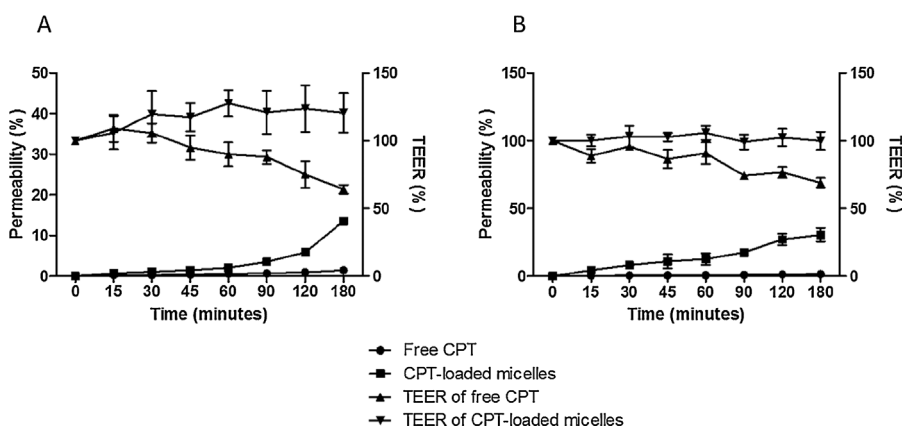 A
B
50
40
30
20
10
0
Permeability (%)
150
100
50
0
TEER (%)
0 15 30 45 60 90 120 180
Time (minutes)
150
100
50
0
Permeability (%)
150
100
50
0
TEER (%)
0 15 30 45 60 90 120 180
Time (minutes)
Free CPT
CPT-loaded micelles
TEER of free CPT
TEER of CPT-loaded micelles